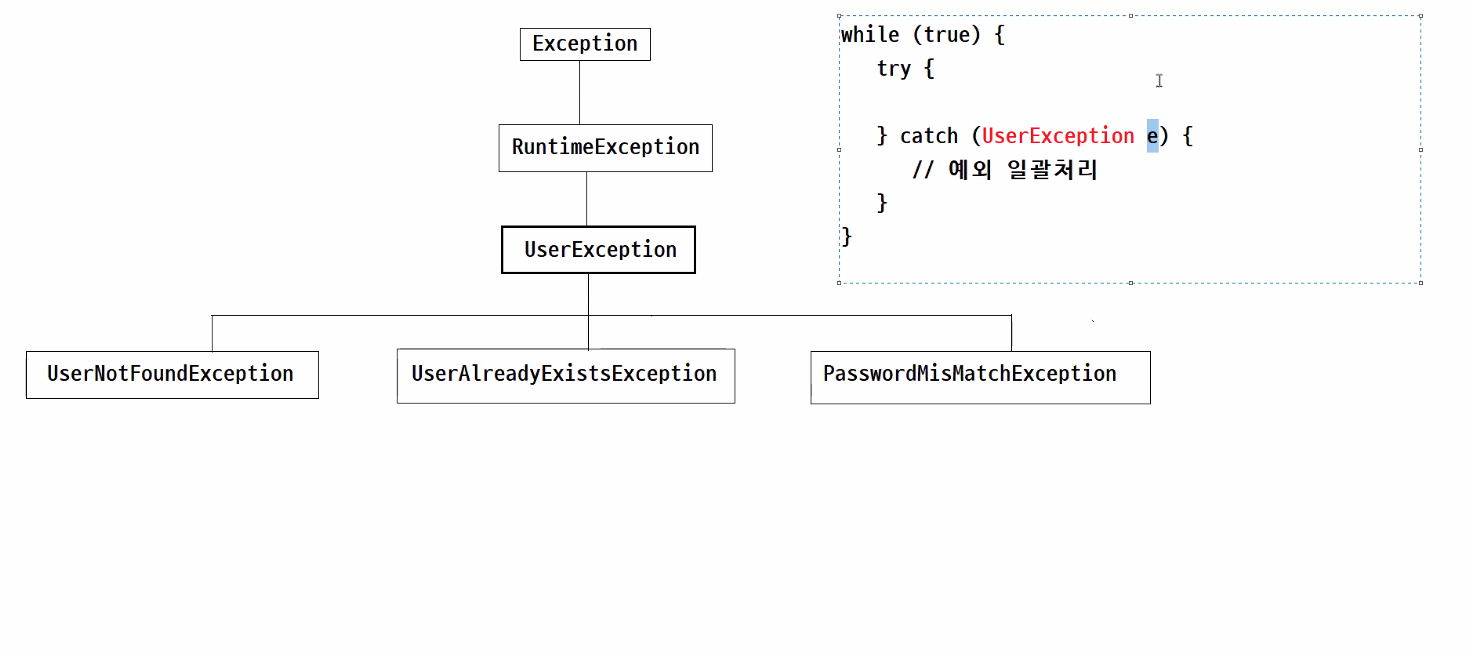 Exception
RuntimeException
UserException
UserNotFoundException
UserAlreadyExistsException
PasswordMisMatchException
while (true) {
try {
} catch (UserException e) {
// 예외 일괄처리
}
}